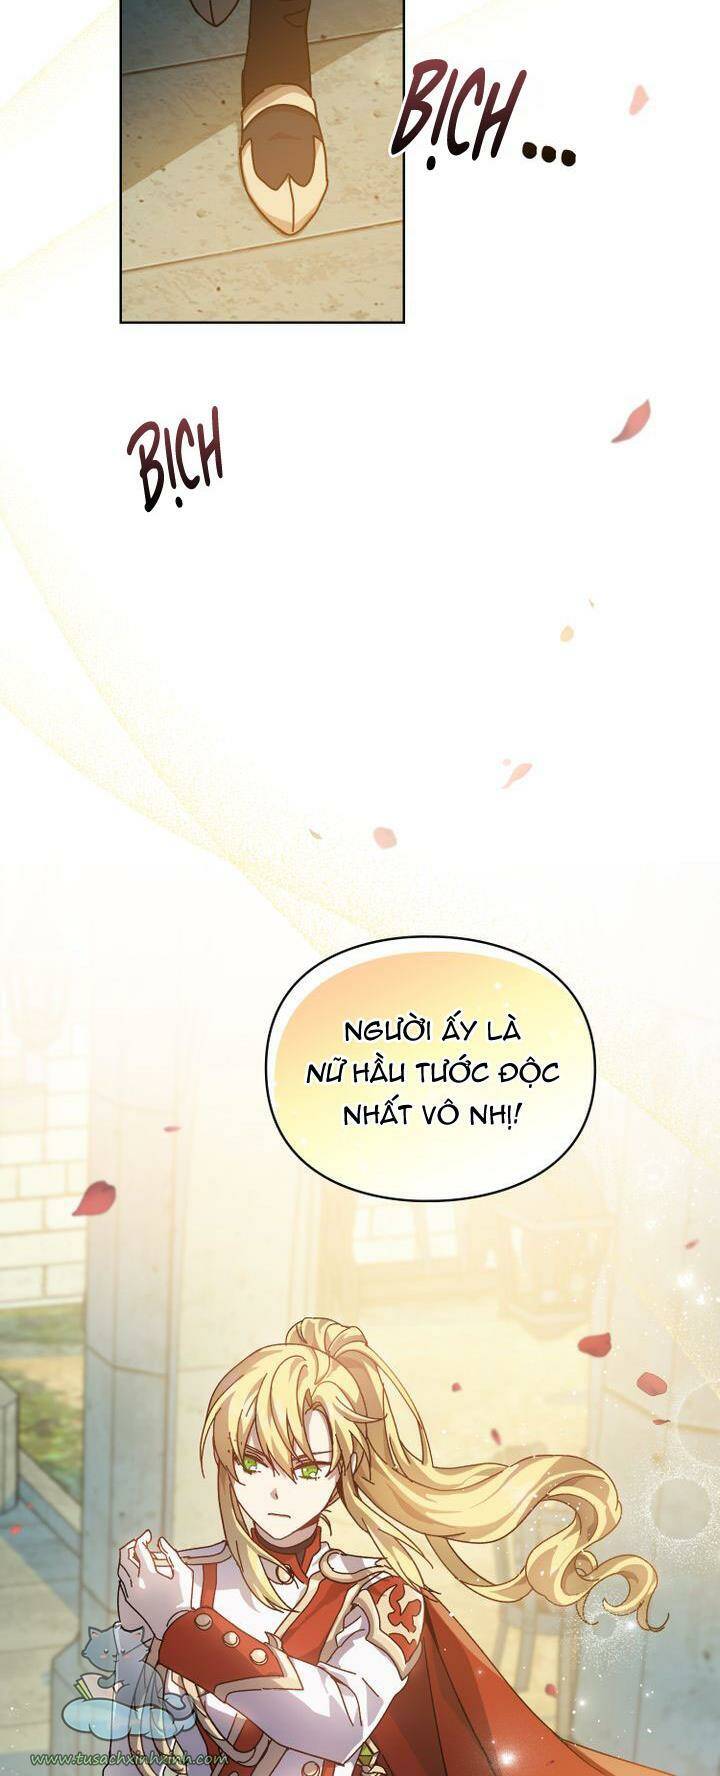 BỊCH...
BỊCH
NGƯỜI ẤY LÀ
NỮ HẦU TƯỚC ĐỘC
NHẤT VÔ NHỊ!
www.tusachxinhxinh.com